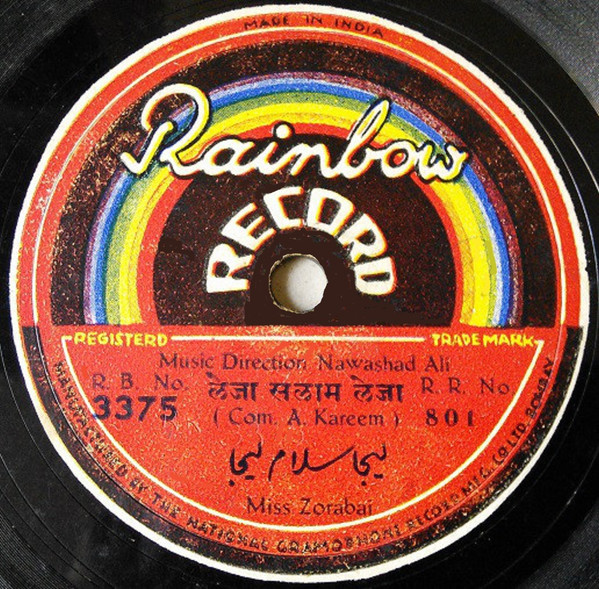 MADE IN INDIA
Rainbow
RECORD
REGISTERD TRADE MARK
Music Direction Nawashad Ali
R. B. No. लेजा सलाम लेजा R. R. No
3375 ( Com. A. Kareem ) 801
لیجا سلام لیجا
Miss Zorabai
MANUFACTURED BY THE NATIONAL GRAMOPHONE RECORD MFG. CO. LTD. BOMBAY